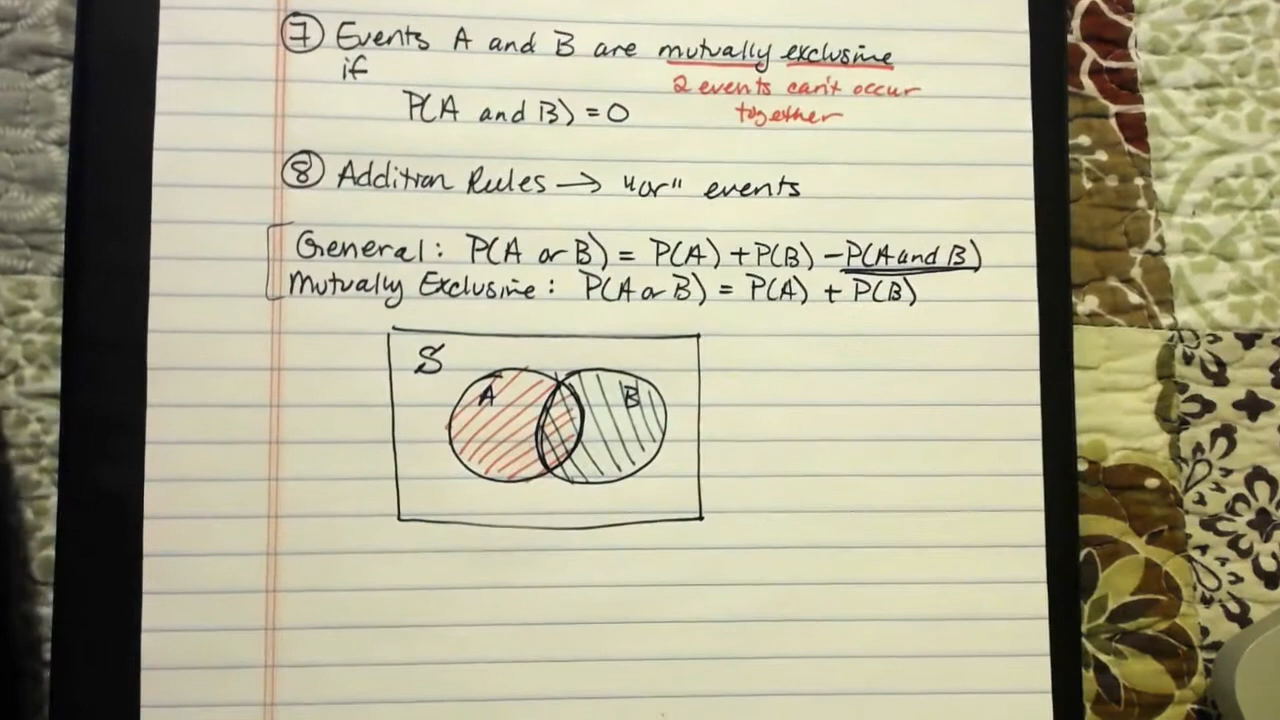 ⑦ Events A and B are mutually exclusive
if
2 events can't occur
P(A and B) = 0
together
⑧ Addition Rules → "or" events
General: P(A or B) = P(A) + P(B) - P(A and B)
Mutually Exclusive: P(A or B) = P(A) + P(B)
S
A B